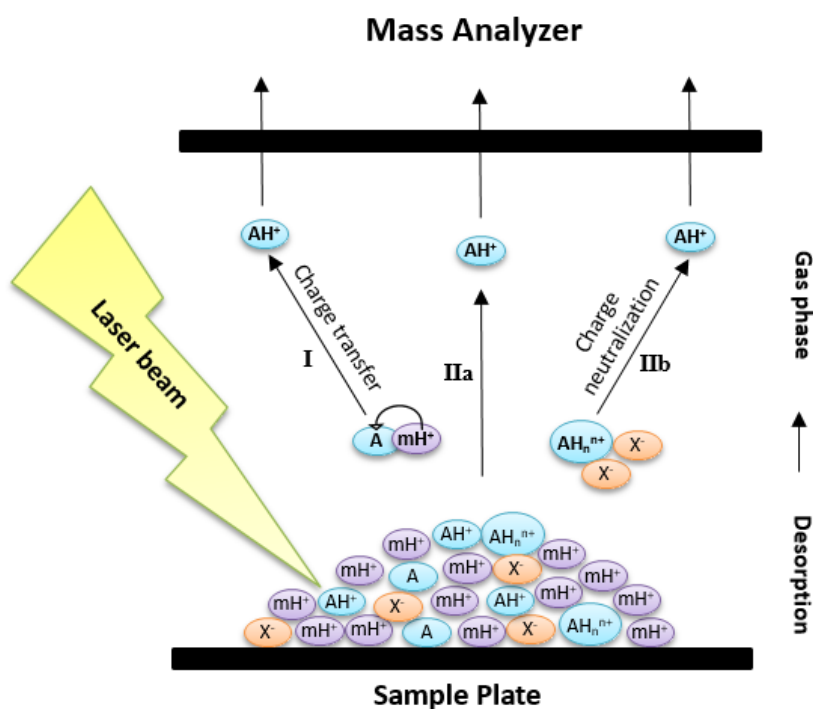 Mass Analyzer
AH⁺
AH⁺
AH⁺
Charge transfer
I
IIa
Charge
neutralization
IIb
Gas phase
Desorption
Laser beam
A
mH⁺
AHₙⁿ⁺
X⁻
X⁻
AH⁺
AHₙⁿ⁺
mH⁺
mH⁺
mH⁺
A
mH⁺
X⁻
mH⁺
mH⁺
AH⁺
X⁻
mH⁺
AH⁺
mH⁺
mH⁺
X⁻
mH⁺
mH⁺
A
mH⁺
X⁻
AHₙⁿ⁺
mH⁺
Sample Plate